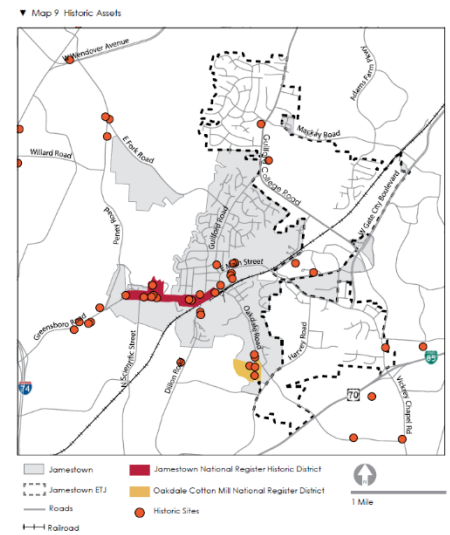 ▼ Map 9 Historic Assets
W Wendover Avenue
Adams Farm Pkwy
Mackay Road
Willard Road
E Fork Road
Guilford College Road
W Gate City Boulevard
Penny Road
Guilford Road
E Main Street
Greensboro Road
N Scientific Street
Oakdale Road
Harvey Road
Dillon Road
85
74
70
Vickrey Chapel Rd
Jamestown
Jamestown National Register Historic District
Jamestown ETJ
Oakdale Cotton Mill National Register District
N
Roads
Historic Sites
1 Mile
Railroad